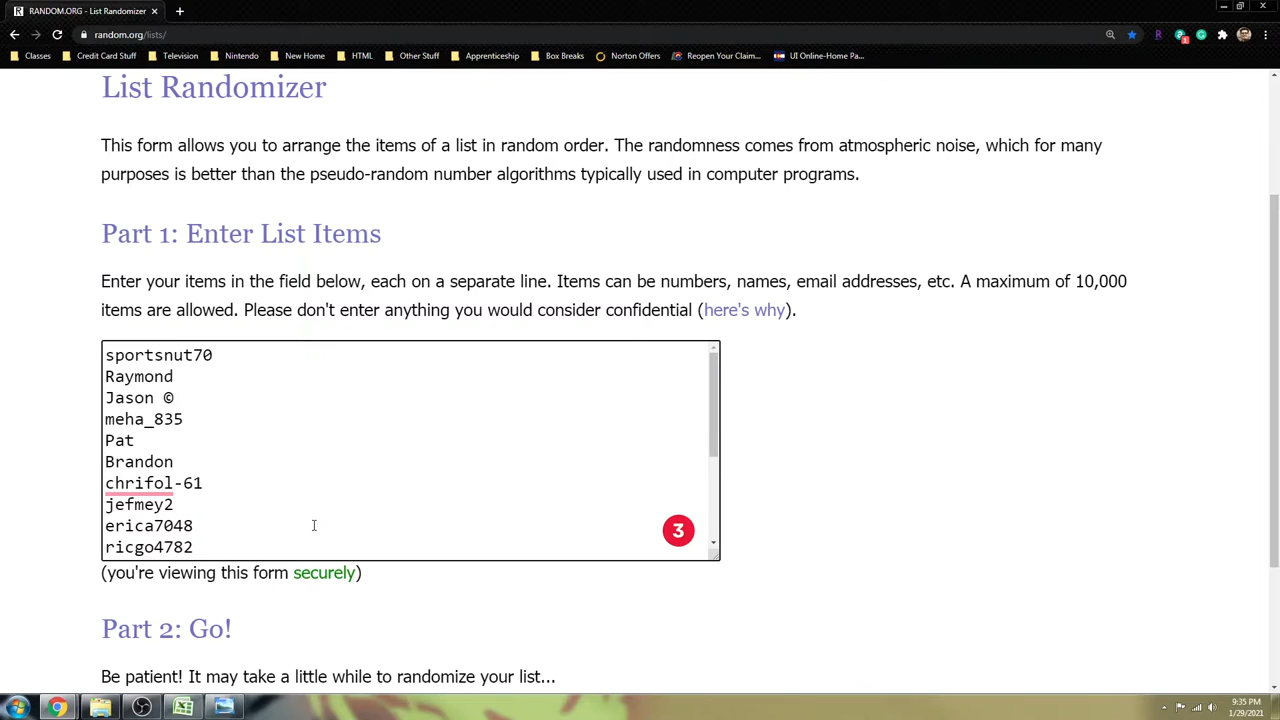 RANDOM.ORG - List Randomizer
random.org/lists/
Classes Credit Card Stuff Television Nintendo New Home HTML Other Stuff Apprenticeship Box Breaks Norton Offers Reopen Your Claim... UI Online-Home Pa...
List Randomizer
This form allows you to arrange the items of a list in random order. The randomness comes from atmospheric noise, which for many
purposes is better than the pseudo-random number algorithms typically used in computer programs.
Part 1: Enter List Items
Enter your items in the field below, each on a separate line. Items can be numbers, names, email addresses, etc. A maximum of 10,000
items are allowed. Please don't enter anything you would consider confidential (here's why).
sportsnut70
Raymond
Jason ©
meha_835
Pat
Brandon
chrifol-61
jefmey2
erica7048
ricgo4782
3
(you're viewing this form securely)
Part 2: Go!
Be patient! It may take a little while to randomize your list...
9:35 PM
1/29/2021